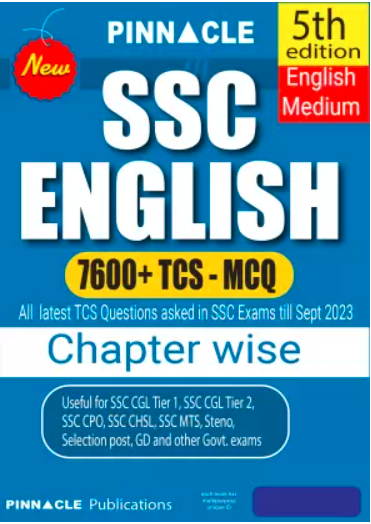 PINNACLE
5th
edition
English
Medium
New
SSC
ENGLISH
7600+ TCS - MCQ
All latest TCS Questions asked in SSC Exams till Sept 2023
Chapter wise
Useful for SSC CGL Tier 1, SSC CGL Tier 2,
SSC CPO, SSC CHSL, SSC MTS, Steno,
Selection post, GD and other Govt. exams
PINNACLE Publications